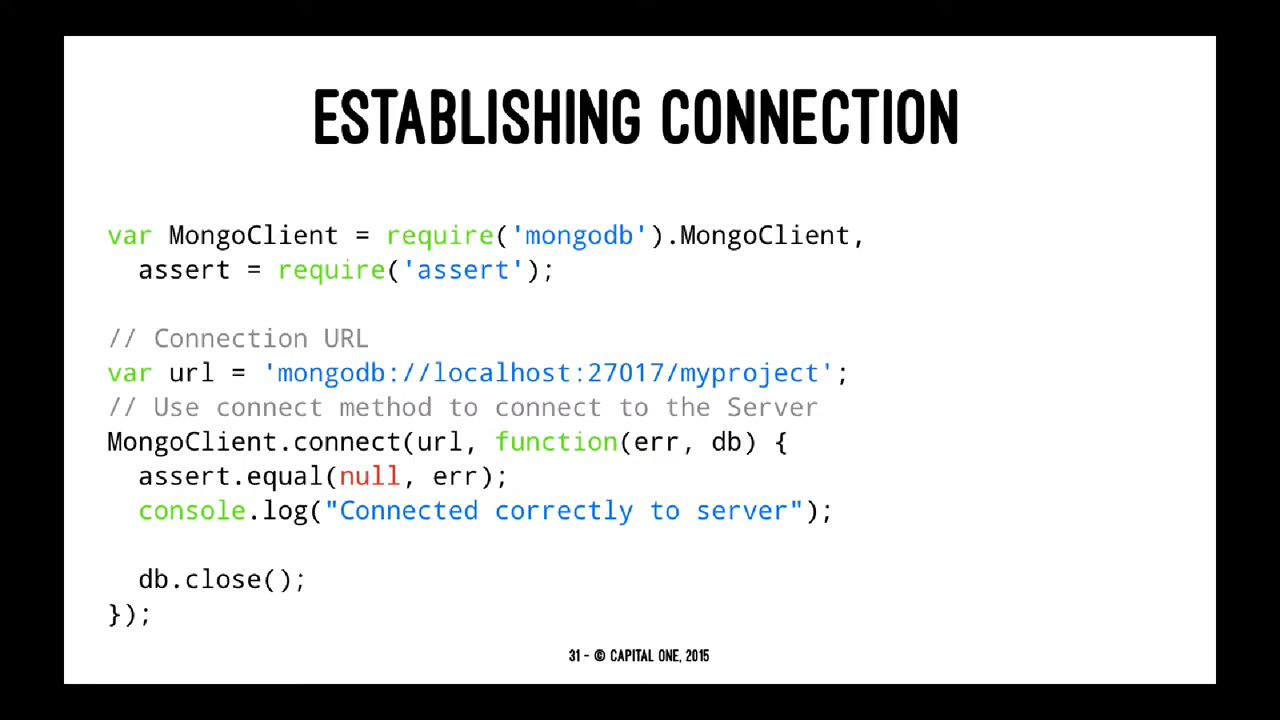 ESTABLISHING CONNECTION
var MongoClient = require('mongodb').MongoClient,
  assert = require('assert');
// Connection URL
var url = 'mongodb://localhost:27017/myproject';
// Use connect method to connect to the Server
MongoClient.connect(url, function(err, db) {
  assert.equal(null, err);
  console.log("Connected correctly to server");
  db.close();
});
31 - © CAPITAL ONE, 2015